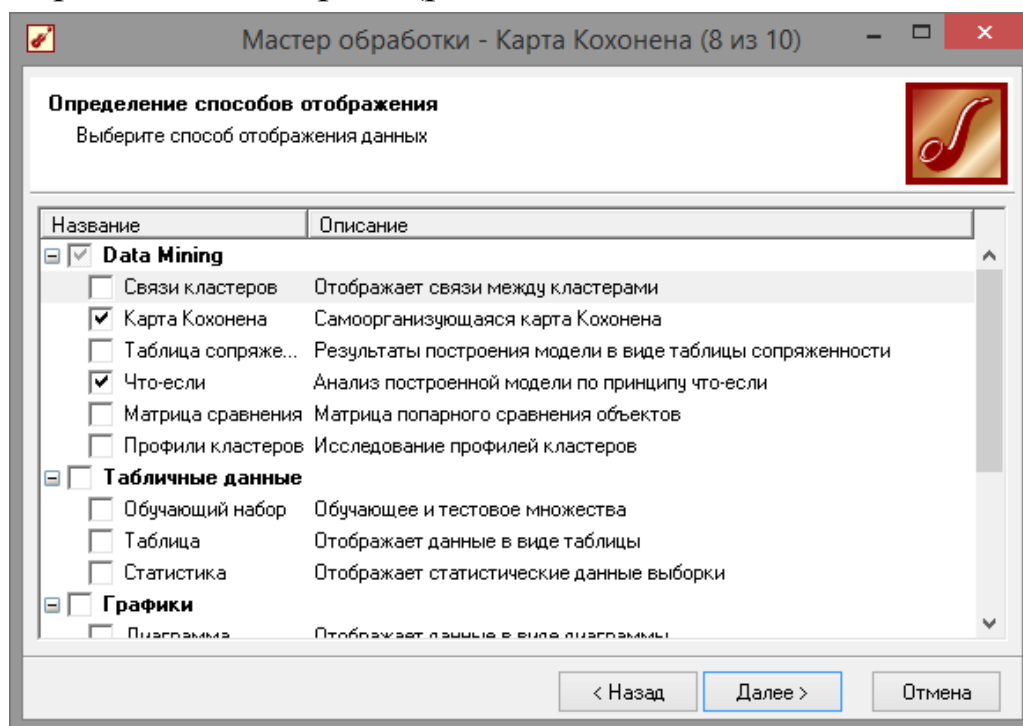 Мастер обработки - Карта Кохонена (8 из 10)
Определение способов отображения
Выберите способ отображения данных
Название Описание
Data Mining
Связи кластеров Отображает связи между кластерами
Карта Кохонена Самоорганизующаяся карта Кохонена
Таблица сопряже... Результаты построения модели в виде таблицы сопряженности
Что-если Анализ построенной модели по принципу что-если
Матрица сравнения Матрица попарного сравнения объектов
Профили кластеров Исследование профилей кластеров
Табличные данные
Обучающий набор Обучающее и тестовое множества
Таблица Отображает данные в виде таблицы
Статистика Отображает статистические данные выборки
Графики
Диаграмма Отображает данные в виде диаграммы
< Назад Далее > Отмена